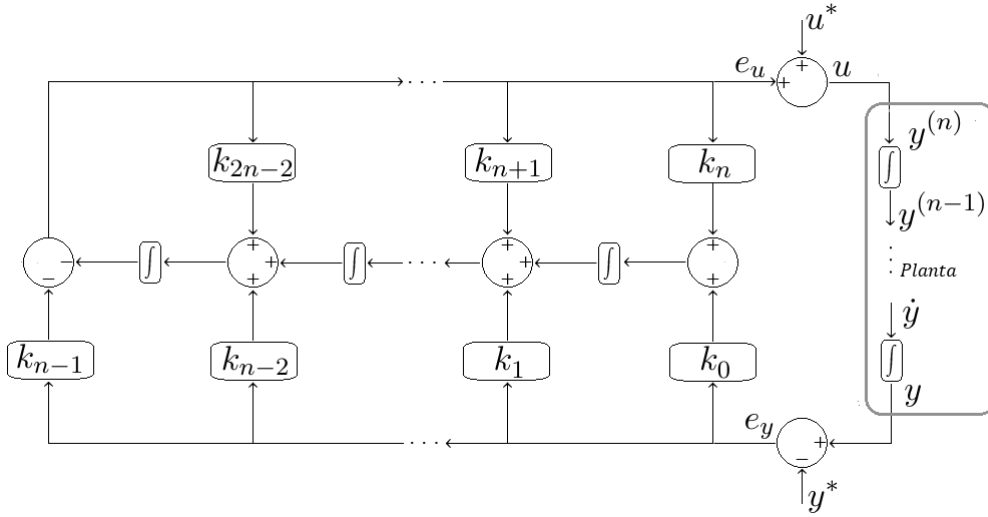 u*
e_u + + u
· · ·
y^{(n)}
k_{2n-2} k_{n+1} k_n
∫
y^{(n-1)}
+ + +
− ∫ + ∫ · · · + ∫
− + + +
⋮ Planta
ẏ
k_{n-1} k_{n-2} k_1 k_0
∫
y
e_y
· · · +
−
y*